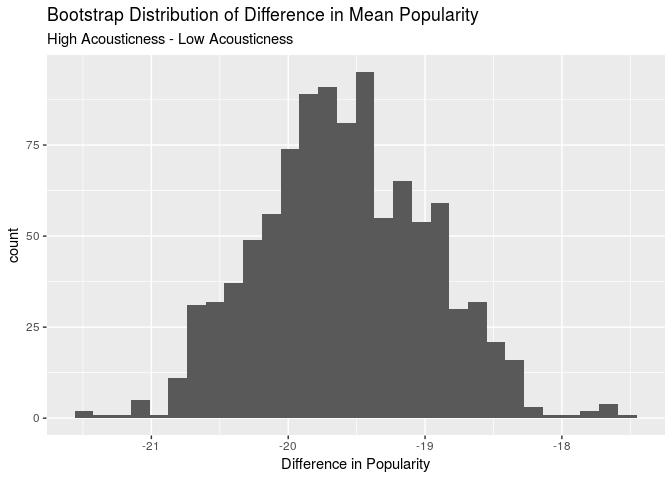 Bootstrap Distribution of Difference in Mean Popularity
High Acousticness - Low Acousticness
75
50
25
0
count
-21
-20
-19
-18
Difference in Popularity